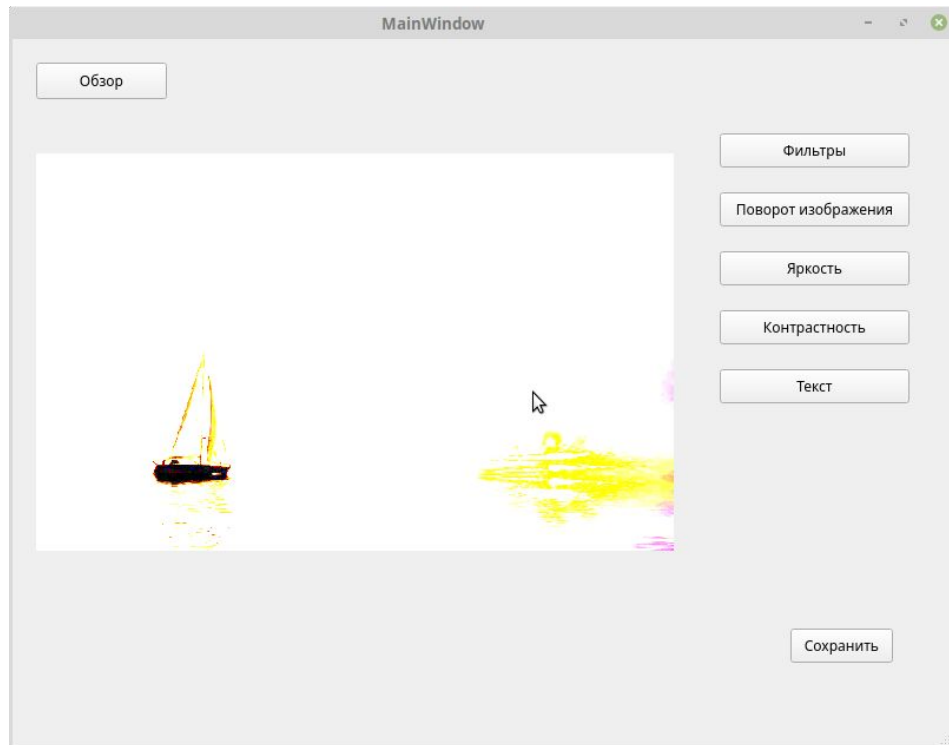 MainWindow
Обзор
Фильтры
Поворот изображения
Яркость
Контрастность
Текст
Сохранить